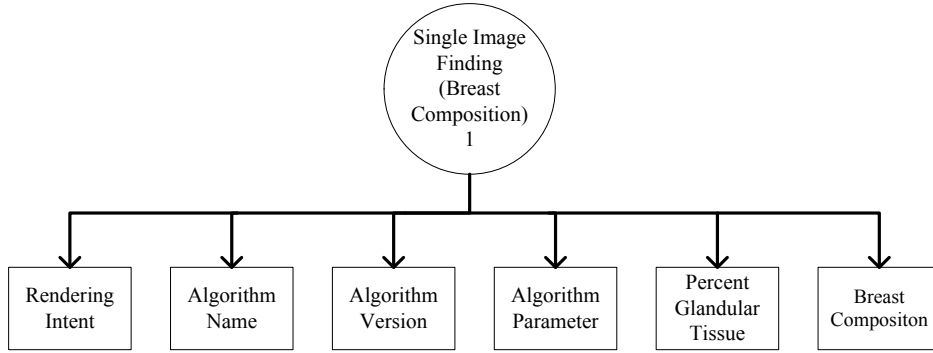 Single Image
Finding
(Breast
Composition)
1
Rendering
Intent
Algorithm
Name
Algorithm
Version
Algorithm
Parameter
Percent
Glandular
Tissue
Breast
Compositon